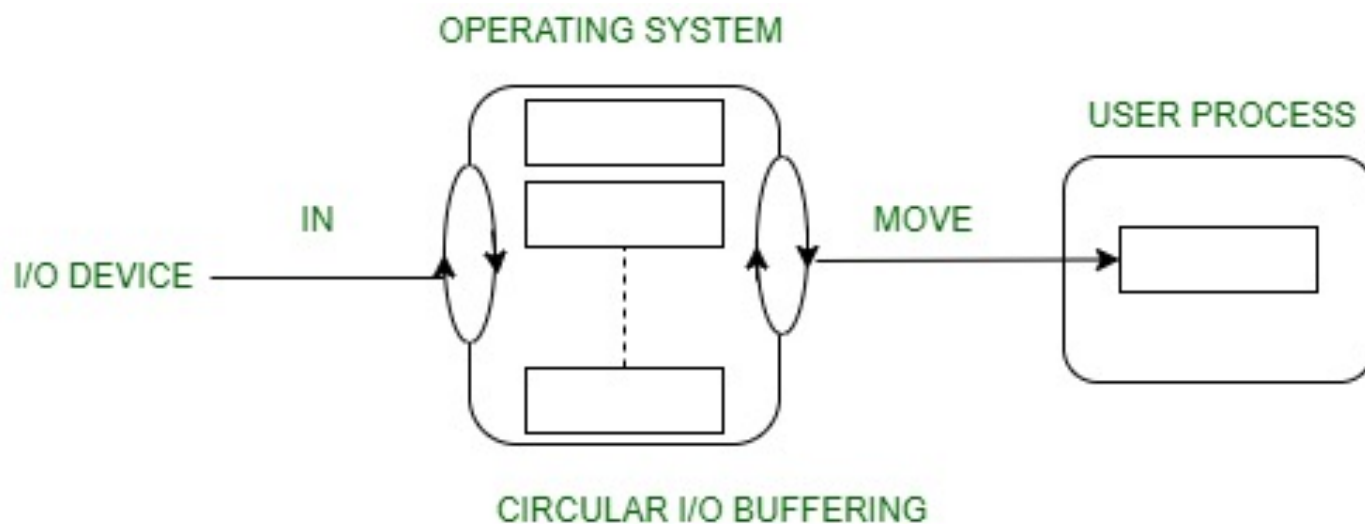 OPERATING SYSTEM
USER PROCESS
IN
MOVE
I/O DEVICE
CIRCULAR I/O BUFFERING